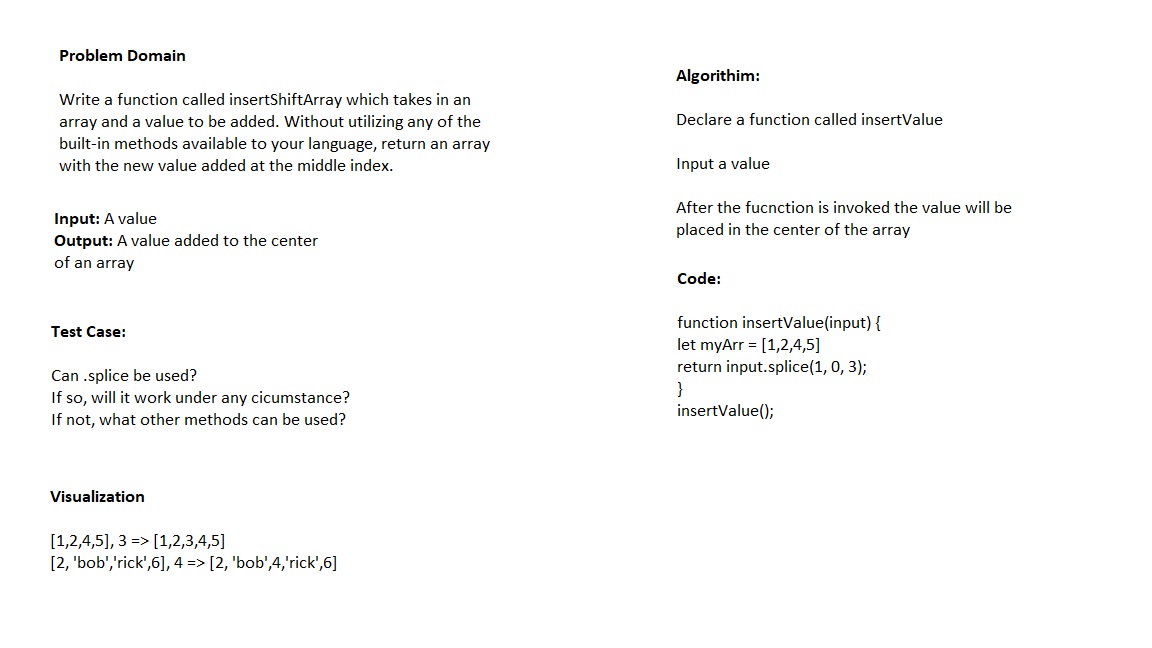 Problem Domain
Write a function called insertShiftArray which takes in an
array and a value to be added. Without utilizing any of the
built-in methods available to your language, return an array
with the new value added at the middle index.
Input: A value
Output: A value added to the center
of an array
Test Case:
Can .splice be used?
If so, will it work under any cicumstance?
If not, what other methods can be used?
Visualization
[1,2,4,5], 3 => [1,2,3,4,5]
[2, 'bob','rick',6], 4 => [2, 'bob',4,'rick',6]
Algorithim:
Declare a function called insertValue
Input a value
After the fucnction is invoked the value will be
placed in the center of the array
Code:
function insertValue(input) {
let myArr = [1,2,4,5]
return input.splice(1, 0, 3);
}
insertValue();